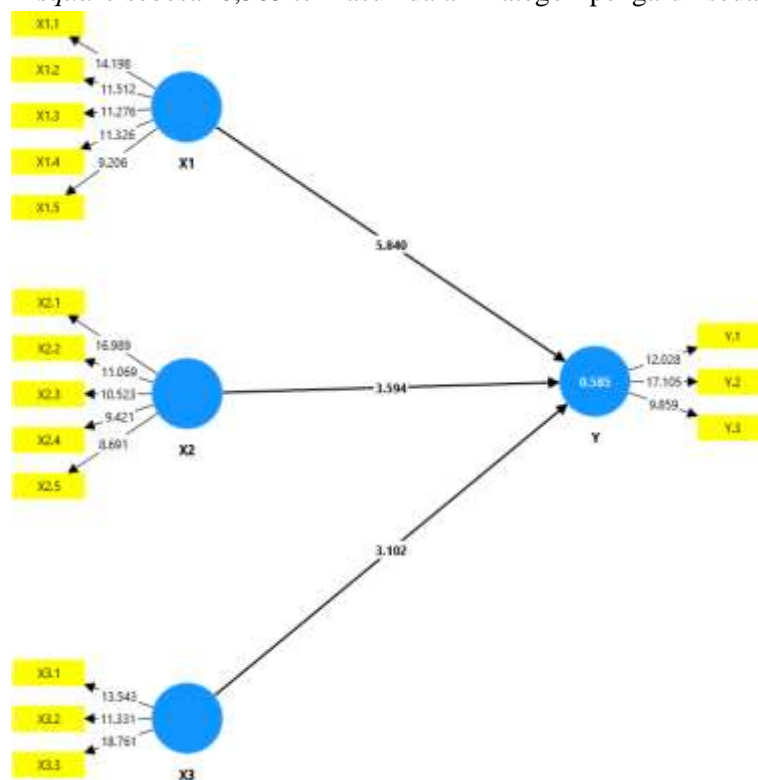 X1.1
X1.2
X1.3
X1.4
X1.5
14.198
11.512
11.276
11.326
9.206
X1
5.840
X2.1
X2.2
X2.3
X2.4
X2.5
16.989
11.069
10.523
9.421
8.691
X2
3.594
X3.1
X3.2
X3.3
13.543
11.331
18.761
X3
3.102
0.585
Y
12.028
17.105
9.859
Y.1
Y.2
Y.3